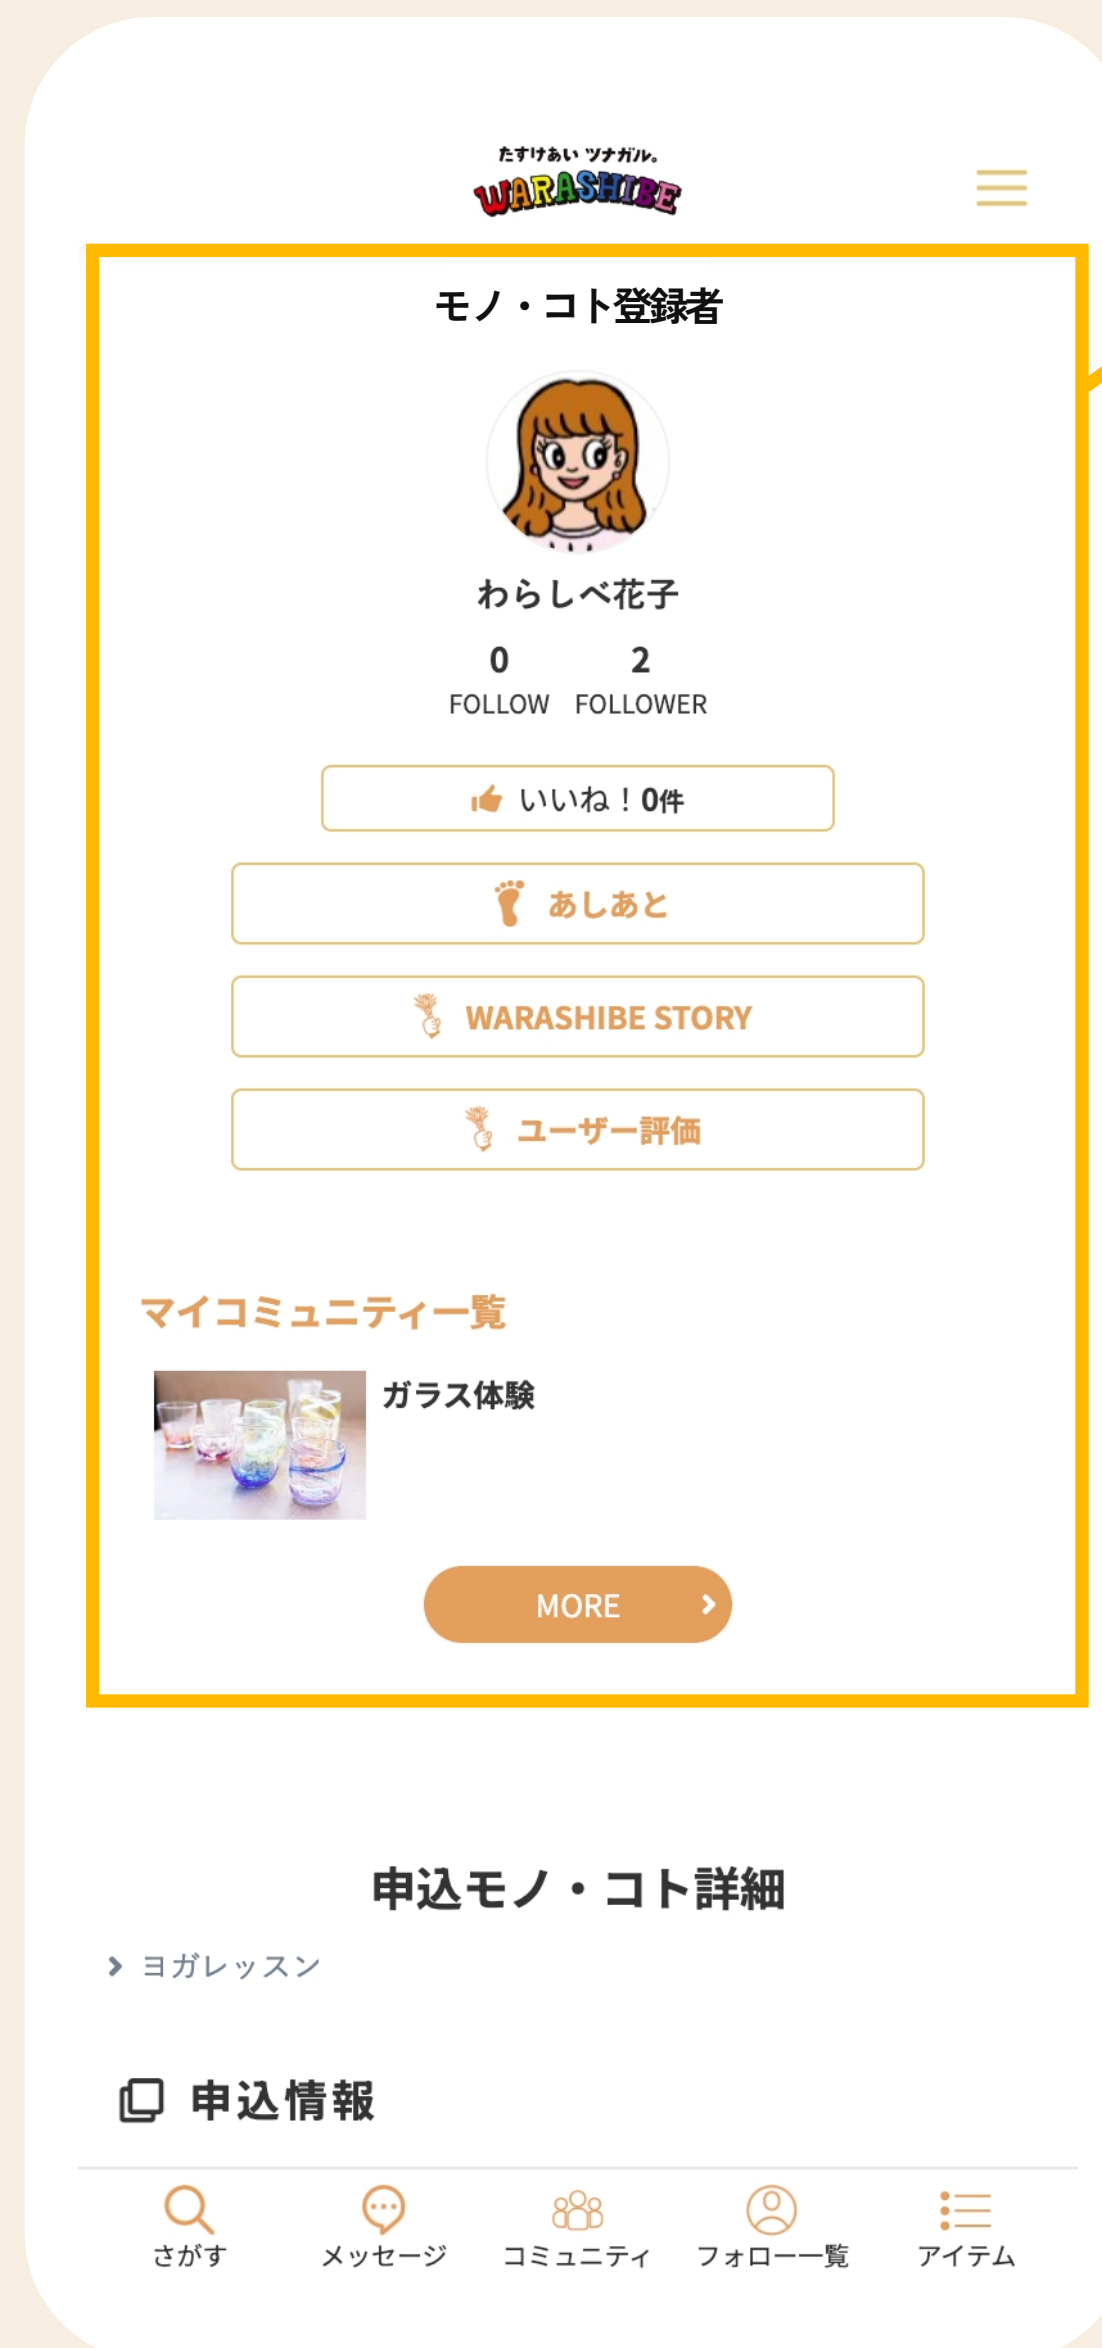 たすけあい ツナガル。
WARASHIBE
モノ・コト登録者
わらしべ花子
0 2
FOLLOW FOLLOWER
いいね！0件
あしあと
WARASHIBE STORY
ユーザー評価
マイコミュニティ一覧
ガラス体験
MORE
申込モノ・コト詳細
ヨガレッスン
申込情報
さがす メッセージ コミュニティ フォロー一覧 アイテム